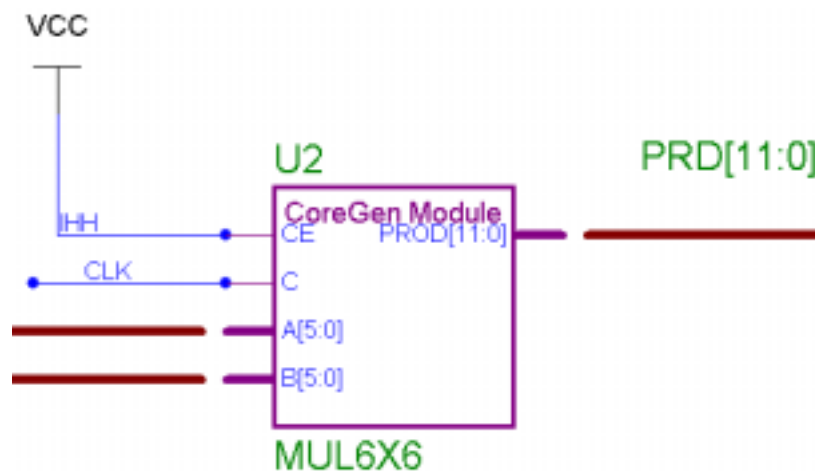 VCC
U2
PRD[11:0]
CoreGen Module
IHH
CE
PROD[11:0]
CLK
C
A[5:0]
B[5:0]
MUL6X6